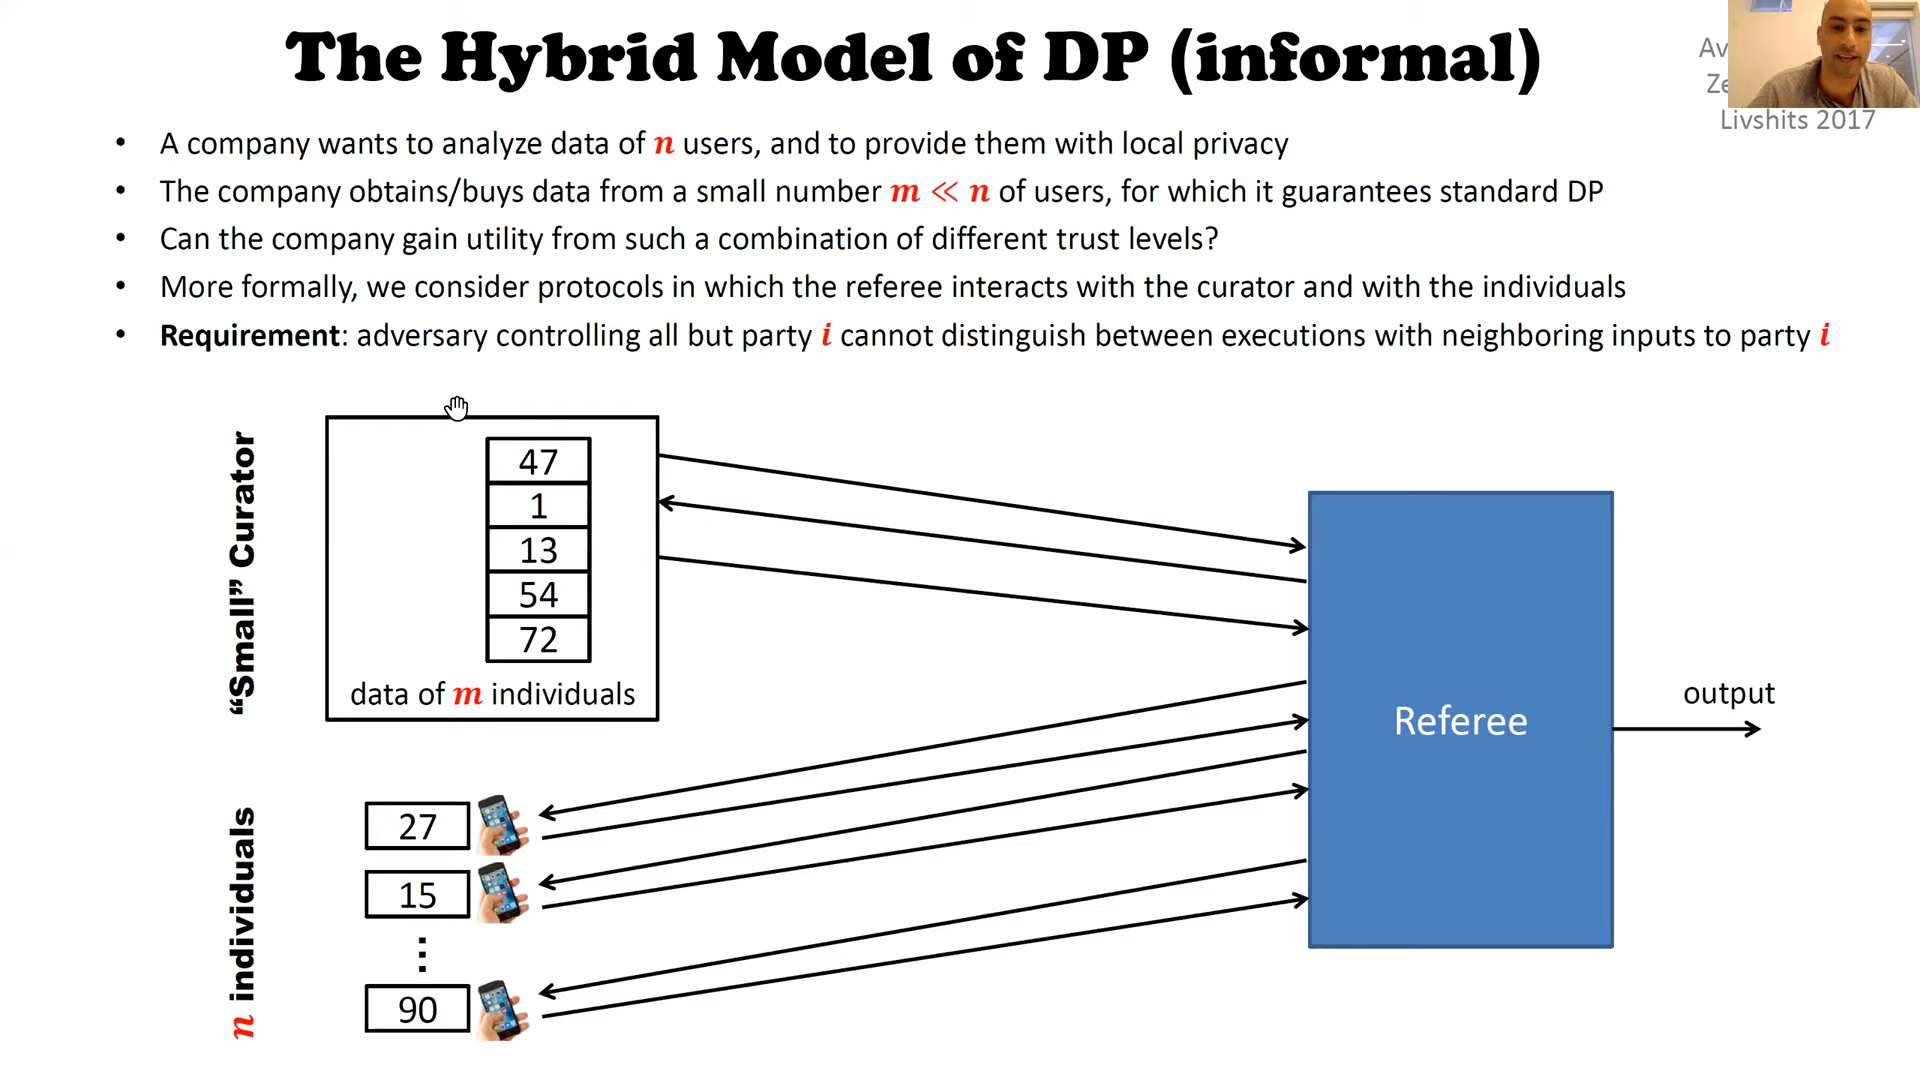 The Hybrid Model of DP (informal)
Livshits 2017
• A company wants to analyze data of n users, and to provide them with local privacy
• The company obtains/buys data from a small number m ≪ n of users, for which it guarantees standard DP
• Can the company gain utility from such a combination of different trust levels?
• More formally, we consider protocols in which the referee interacts with the curator and with the individuals
• Requirement: adversary controlling all but party i cannot distinguish between executions with neighboring inputs to party i
“Small” Curator
47
1
13
54
72
data of m individuals
n individuals
27
15
⋮
90
Referee
output